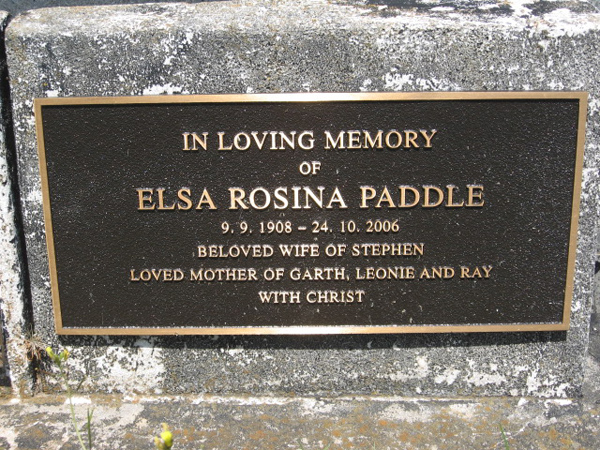 IN LOVING MEMORY
OF
ELSA ROSINA PADDLE
9. 9. 1908 – 24. 10. 2006
BELOVED WIFE OF STEPHEN
LOVED MOTHER OF GARTH, LEONIE AND RAY
WITH CHRIST